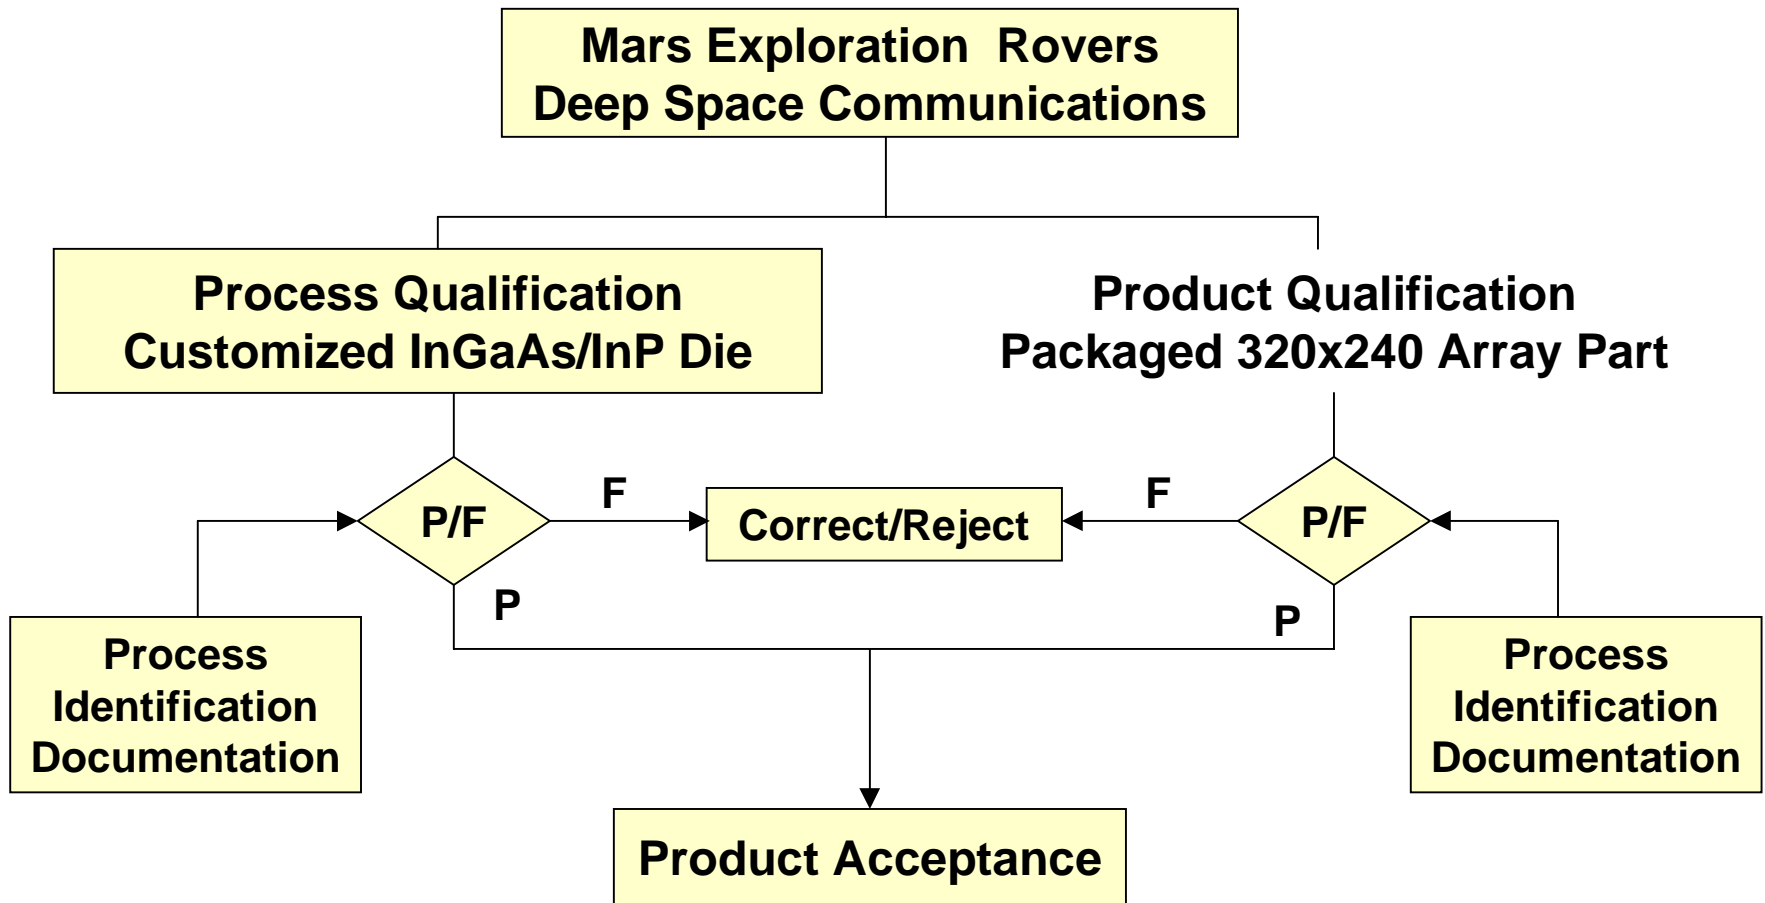 Mars Exploration Rovers
Deep Space Communications
Process Qualification
Customized InGaAs/InP Die
Product Qualification
Packaged 320x240 Array Part
P/F
F
Correct/Reject
F
P/F
P
P
Process
Identification
Documentation
Process
Identification
Documentation
Product Acceptance